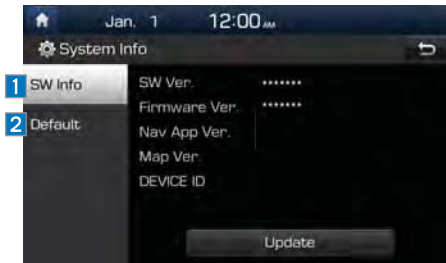 Jan. 1 12:00 AM
System Info
1 SW Info
SW Ver. •••••••
Firmware Ver. •••••••
2 Default
Nav App Ver.
Map Ver.
DEVICE ID
Update